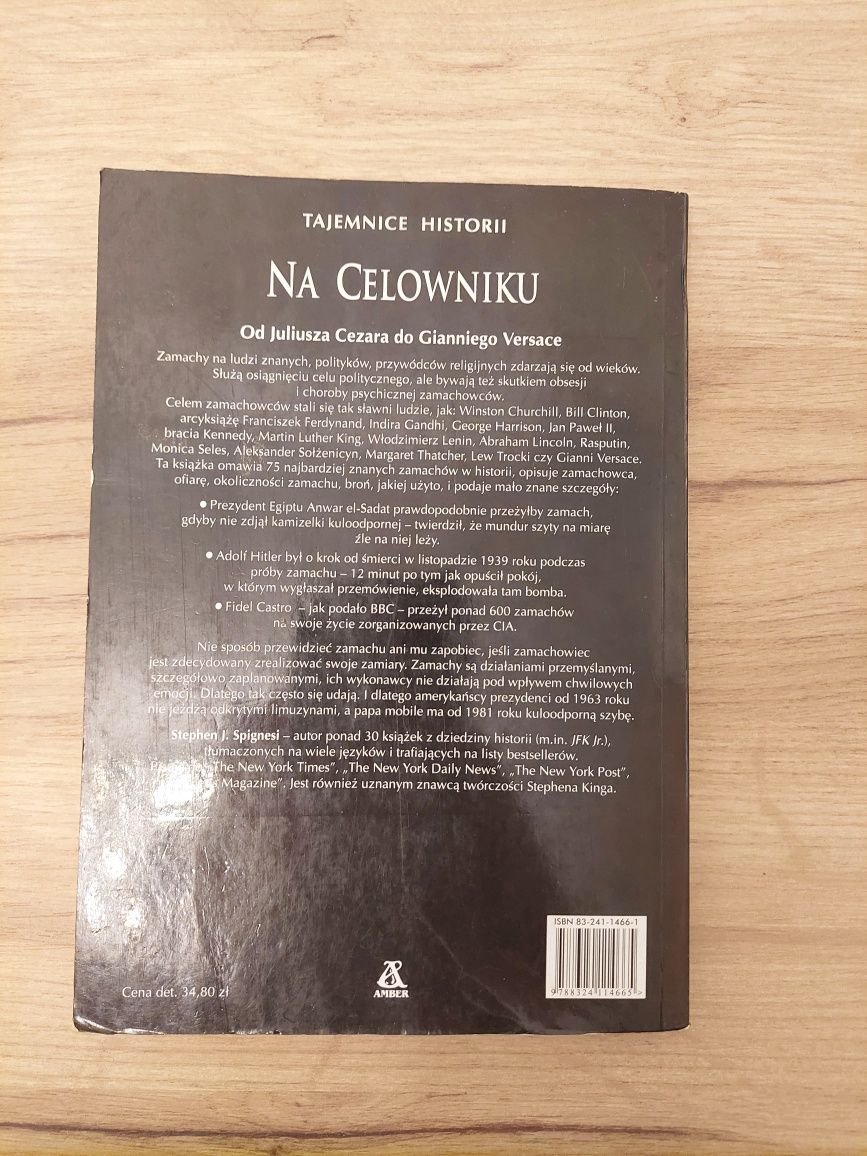 TAJEMNICE HISTORII
NA CELOWNIKU
Od Juliusza Cezara do Gianniego Versace
Zamachy na ludzi znanych, polityków, przywódców religijnych zdarzają się od wieków.
Służą osiągnięciu celu politycznego, ale bywają też skutkiem obsesji
i choroby psychicznej zamachowców.
Celem zamachowców stali się tak sławni ludzie, jak: Winston Churchill, Bill Clinton,
arcyksiążę Franciszek Ferdynand, Indira Gandhi, George Harrison, Jan Paweł II,
bracia Kennedy, Martin Luther King, Włodzimierz Lenin, Abraham Lincoln, Rasputin,
Monica Seles, Aleksander Sołżenicyn, Margaret Thatcher, Lew Trocki czy Gianni Versace.
Ta książka omawia 75 najbardziej znanych zamachów w historii, opisuje zamachowca,
ofiarę, okoliczności zamachu, broń, jakiej użyto, i podaje mało znane szczegóły:
• Prezydent Egiptu Anwar el-Sadat prawdopodobnie przeżyłby zamach,
gdyby nie zdjął kamizelki kuloodpornej – twierdził, że mundur szyty na miarę
źle na niej leży.
• Adolf Hitler był o krok od śmierci w listopadzie 1939 roku podczas
próby zamachu – 12 minut po tym jak opuścił pokój,
w którym wygłaszał przemówienie, eksplodowała tam bomba.
• Fidel Castro – jak podało BBC – przeżył ponad 600 zamachów
na swoje życie zorganizowanych przez CIA.
Nie sposób przewidzieć zamachu ani mu zapobiec, jeśli zamachowiec
jest zdecydowany zrealizować swoje zamiary. Zamachy są działaniami przemyślanymi,
szczegółowo zaplanowanymi, ich wykonawcy nie działają pod wpływem chwilowych
emocji. Dlatego tak często się udają. I dlatego amerykańscy prezydenci od 1963 roku
nie jeżdżą odkrytymi limuzynami, a papa mobile ma od 1981 roku kuloodporną szybę.
Stephen J. Spignesi – autor ponad 30 książek z dziedziny historii (m.in. JFK Jr.),
tłumaczonych na wiele języków i trafiających na listy bestsellerów.
„The New York Times”, „The New York Daily News”, „The New York Post”,
Magazine”. Jest również uznanym znawcą twórczości Stephena Kinga.
ISBN 83-241-1466-1
9788324114665>
Cena det. 34,80 zł
AMBER